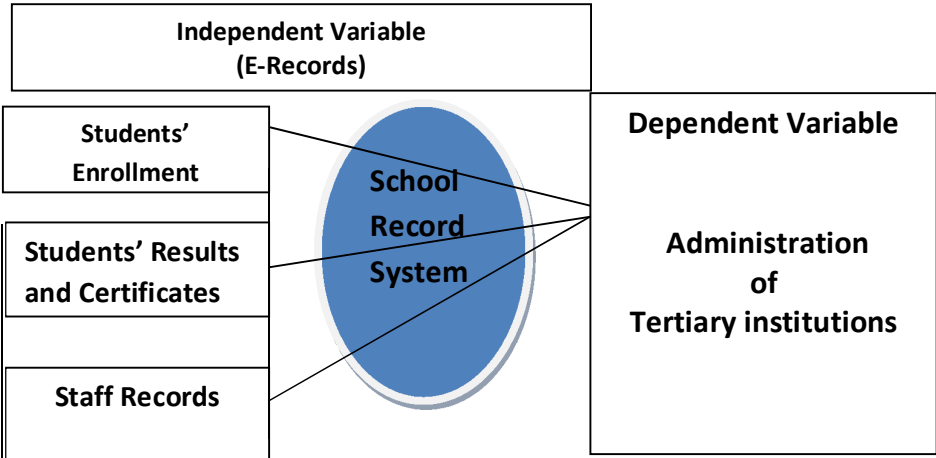 Independent Variable
(E-Records)
Students’
Enrollment
Students’ Results
and Certificates
Staff Records
School
Record
System
Dependent Variable
Administration
of
Tertiary institutions